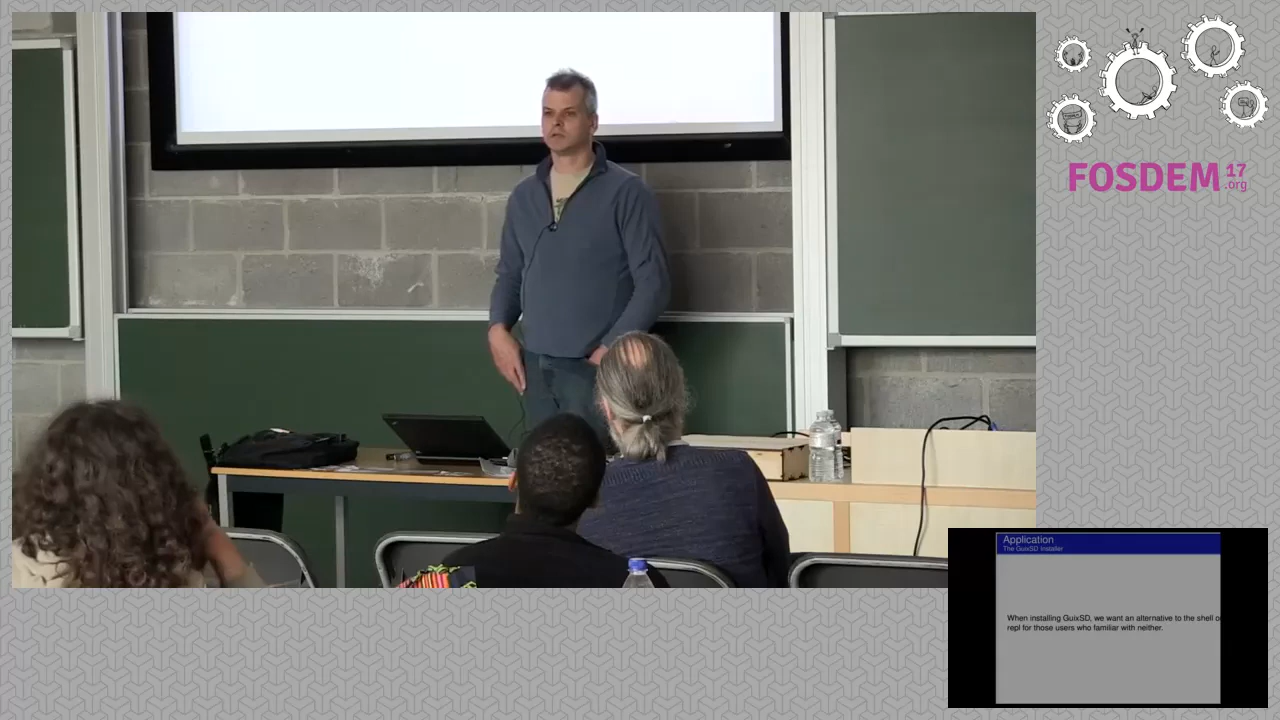 FOSDEM 17
.org
Application
The GuixSD Installer
When installing GuixSD, we want an alternative to the shell o
repl for those users who familiar with neither.